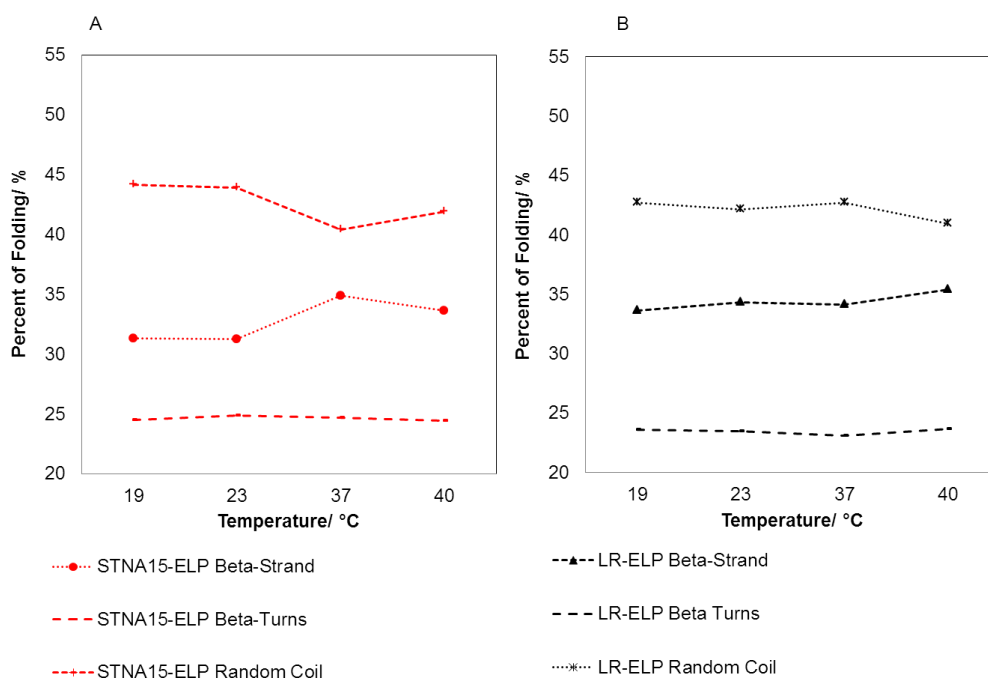 A
B
Percent of Folding/ %
55
50
45
40
35
30
25
20
19 23 37 40
Temperature/ °C
Percent of Folding/ %
55
50
45
40
35
30
25
20
19 23 37 40
Temperature/ °C
STNA15-ELP Beta-Strand
STNA15-ELP Beta-Turns
STNA15-ELP Random Coil
LR-ELP Beta-Strand
LR-ELP Beta Turns
LR-ELP Random Coil